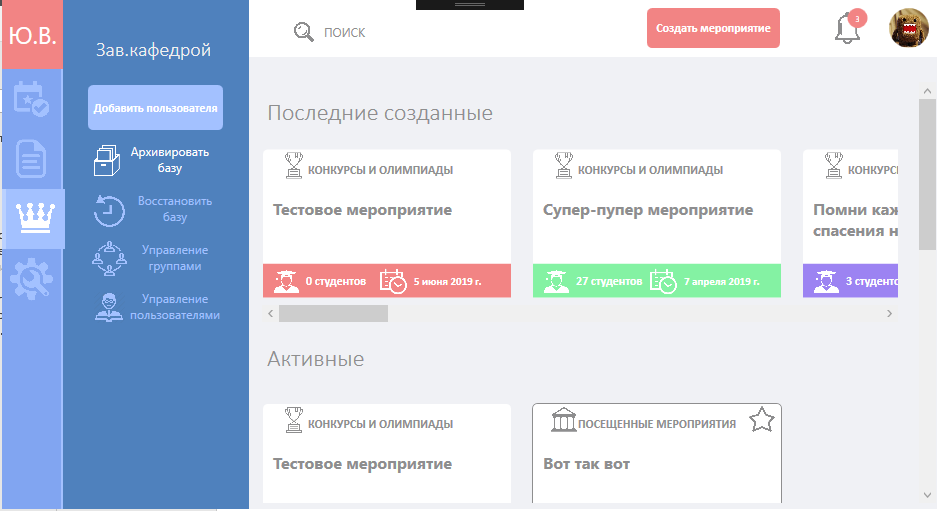 Ю.В.
Зав.кафедрой
Добавить пользователя
Архивировать
базу
Восстановить
базу
Управление
группами
Управление
пользователями
ПОИСК
Создать мероприятие
3
Последние созданные
КОНКУРСЫ И ОЛИМПИАДЫ
Тестовое мероприятие
0 студентов
5 июня 2019 г.
КОНКУРСЫ И ОЛИМПИАДЫ
Супер-пупер мероприятие
27 студентов
7 апреля 2019 г.
КОНКУРС
Помни каж
спасения н
3 студенто
Активные
КОНКУРСЫ И ОЛИМПИАДЫ
Тестовое мероприятие
ПОСЕЩЕННЫЕ МЕРОПРИЯТИЯ
Вот так вот